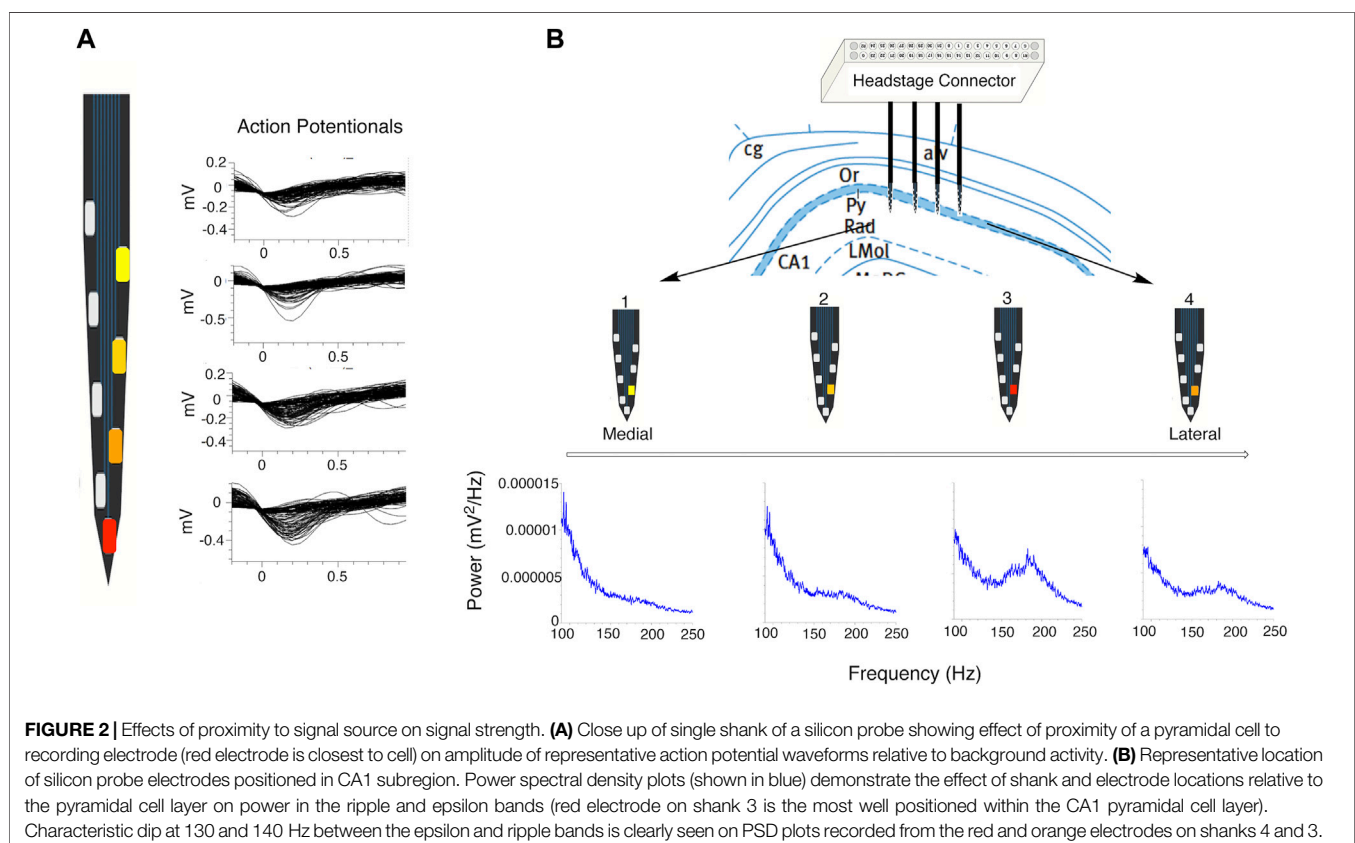 A
B
Headstage Connector
Action Potentionals
0.2
0
-0.2
-0.4
mV
0
0.5
0
-0.5
mV
0
0.5
0.2
0
-0.2
-0.4
mV
0
0.5
0
-0.4
mV
0
0.5
cg
alv
Or
Py
Rad
LMol
CA1
1
2
3
4
Medial
Lateral
Power (mV²/Hz)
0.000015
0.00001
0.000005
0
100 150 200 250
100 150 200 250
100 150 200 250
100 150 200 250
Frequency (Hz)
FIGURE 2 | Effects of proximity to signal source on signal strength. (A) Close up of single shank of a silicon probe showing effect of proximity of a pyramidal cell to
recording electrode (red electrode is closest to cell) on amplitude of representative action potential waveforms relative to background activity. (B) Representative location
of silicon probe electrodes positioned in CA1 subregion. Power spectral density plots (shown in blue) demonstrate the effect of shank and electrode locations relative to
the pyramidal cell layer on power in the ripple and epsilon bands (red electrode on shank 3 is the most well positioned within the CA1 pyramidal cell layer).
Characteristic dip at 130 and 140 Hz between the epsilon and ripple bands is clearly seen on PSD plots recorded from the red and orange electrodes on shanks 4 and 3.